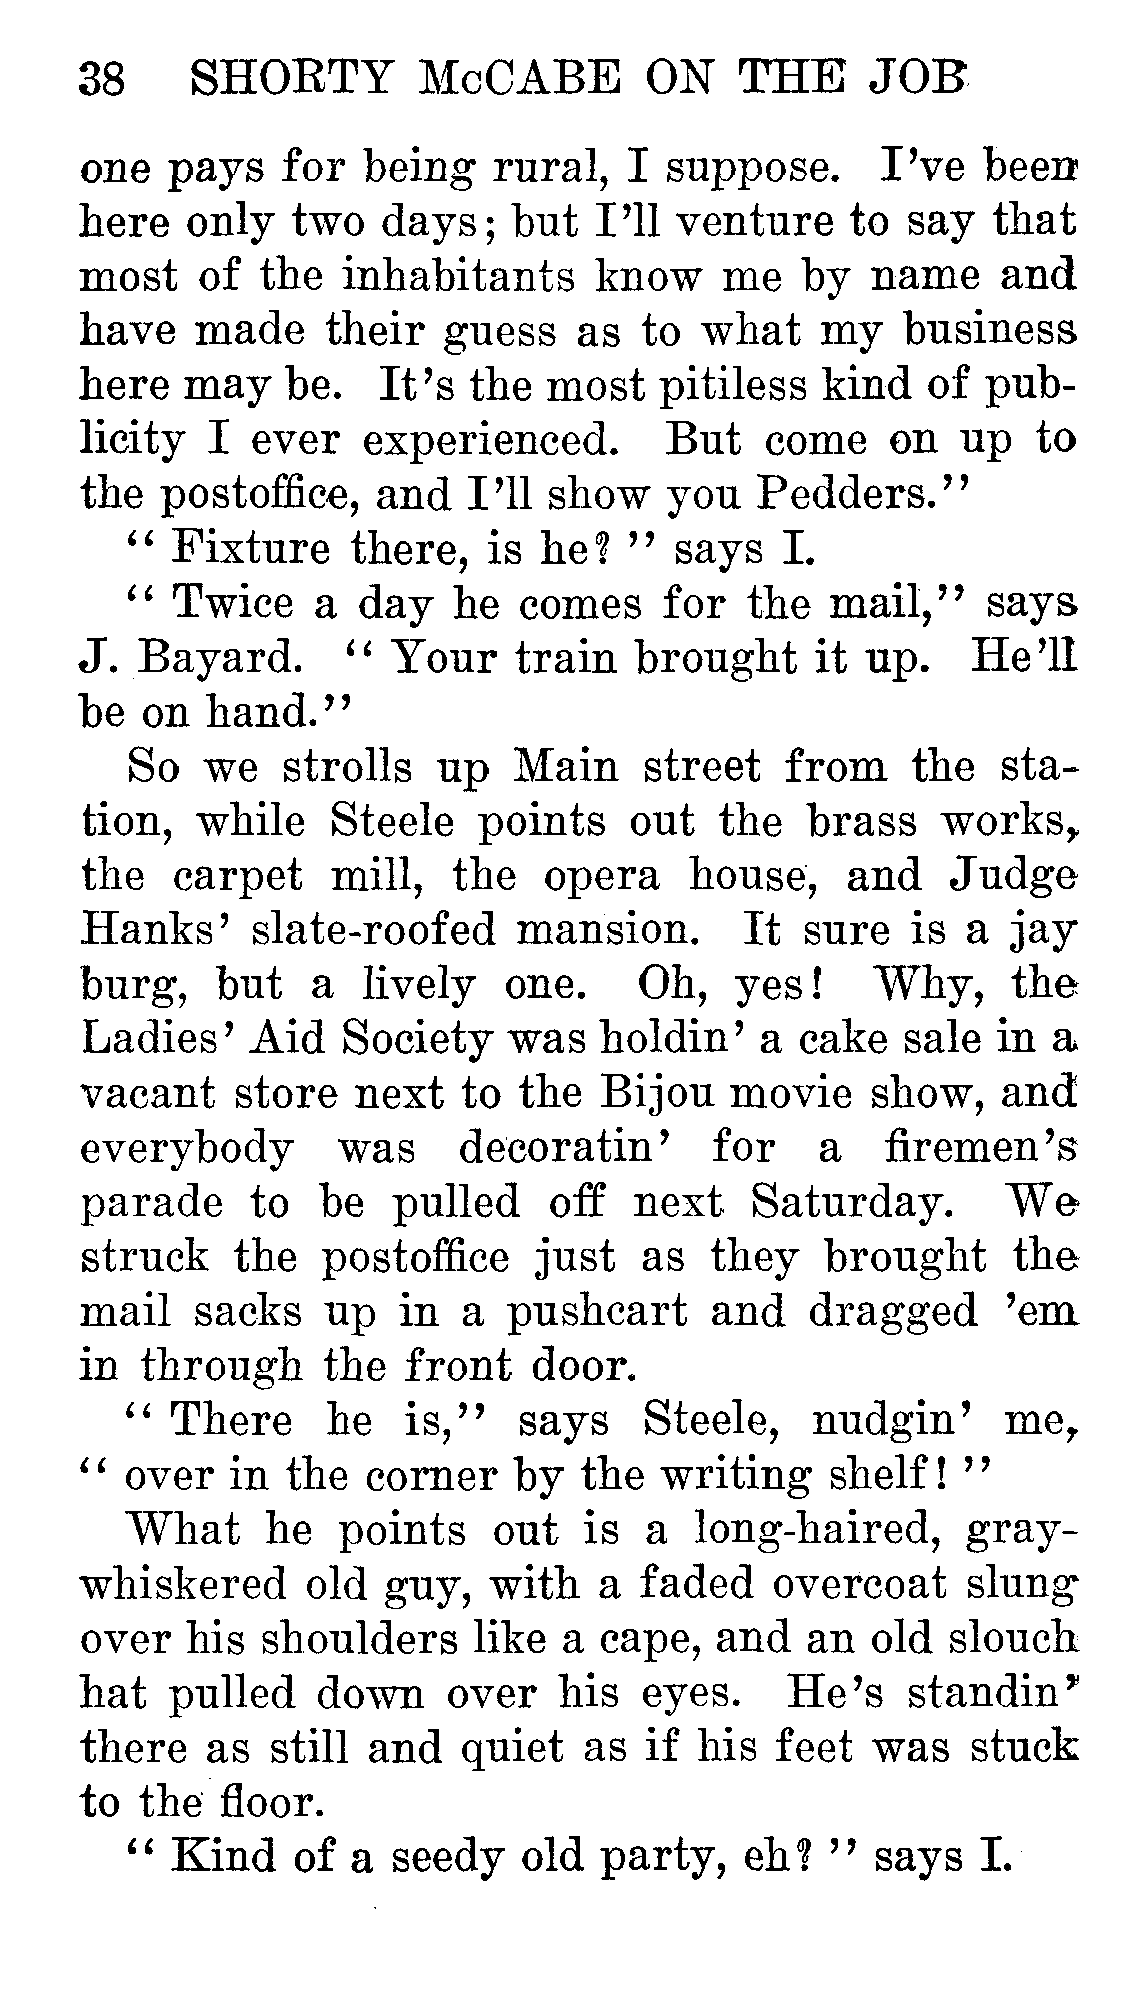 38 SHORTY McCABE ON THE JOB
one pays for being rural, I suppose. I've been
here only two days; but I'll venture to say that
most of the inhabitants know me by name and
have made their guess as to what my business
here may be. It's the most pitiless kind of pub-
licity I ever experienced. But come on up to
the postoffice, and I'll show you Pedders."
"Fixture there, is he?" says I.
"Twice a day he comes for the mail," says
J. Bayard. "Your train brought it up. He'll
be on hand."
So we strolls up Main street from the sta-
tion, while Steele points out the brass works,
the carpet mill, the opera house, and Judge
Hanks' slate-roofed mansion. It sure is a jay
burg, but a lively one. Oh, yes! Why, the
Ladies' Aid Society was holdin' a cake sale in a
vacant store next to the Bijou movie show, and
everybody was decoratin' for a firemen's
parade to be pulled off next Saturday. We
struck the postoffice just as they brought the
mail sacks up in a pushcart and dragged 'em
in through the front door.
"There he is," says Steele, nudgin' me,
"over in the corner by the writing shelf!"
What he points out is a long-haired, gray-
whiskered old guy, with a faded overcoat slung
over his shoulders like a cape, and an old slouch
hat pulled down over his eyes. He's standin'
there as still and quiet as if his feet was stuck
to the floor.
"Kind of a seedy old party, eh?" says I.